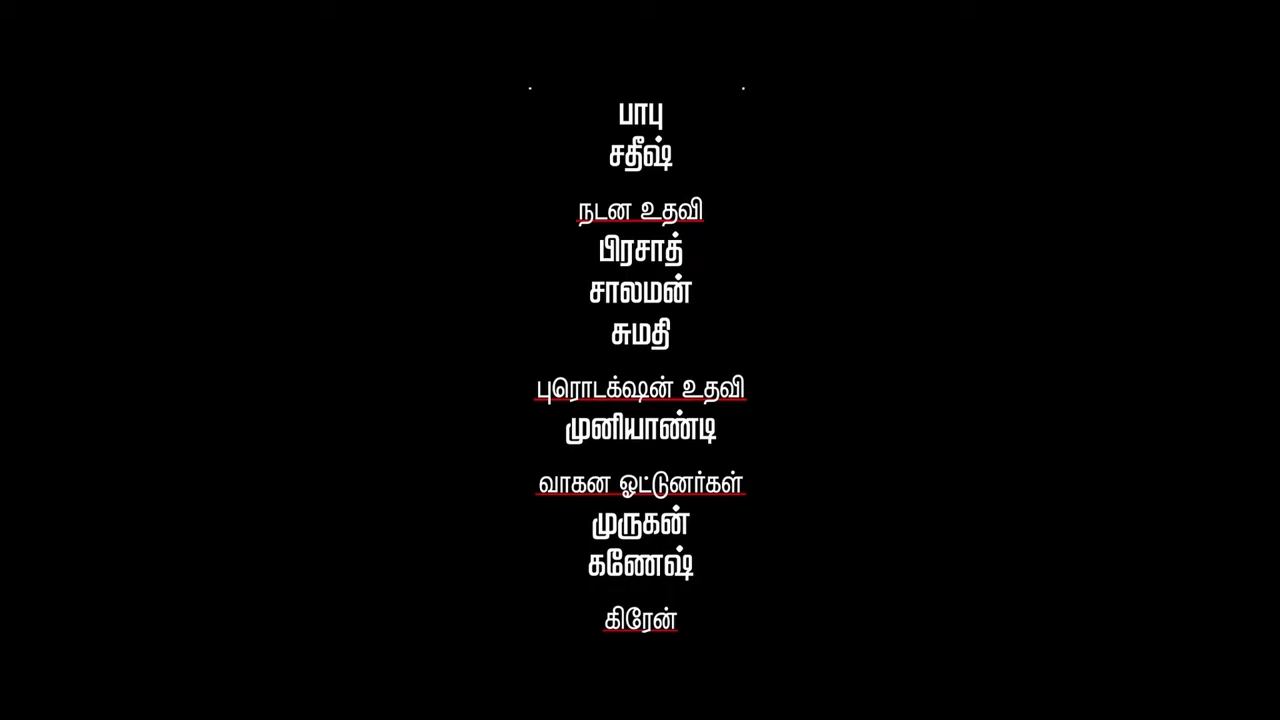 பாபு
சதீஷ்
நடன உதவி
பிரசாத்
சாலமன்
சுமதி
புரொடக்ஷன் உதவி
முனியாண்டி
வாகன ஓட்டுனர்கள்
முருகன்
கணேஷ்
கிரேன்